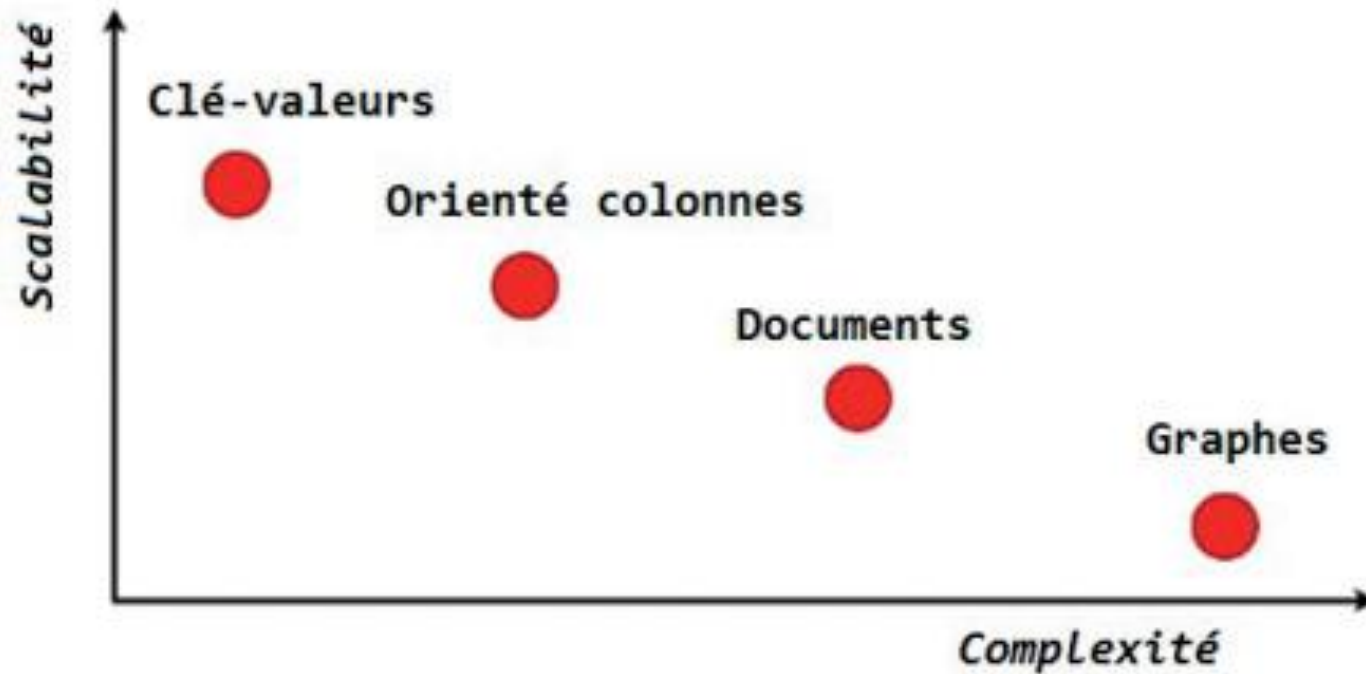 Scalabilité
Clé-valeurs
Orienté colonnes
Documents
Graphes
Complexité